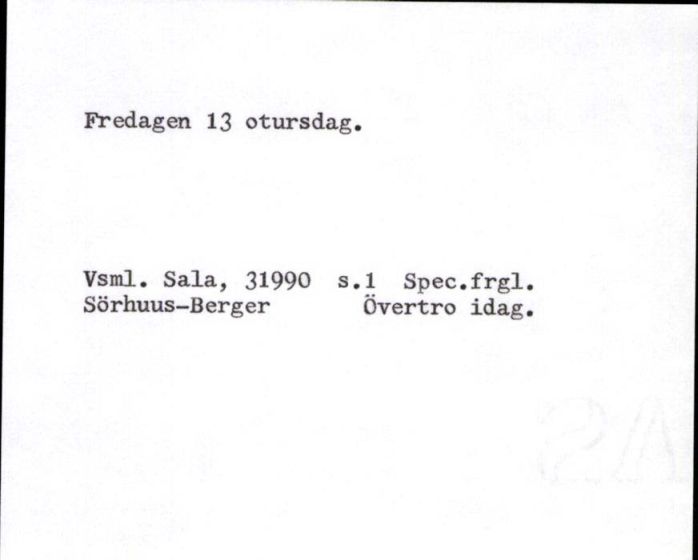 Fredagen 13 otursdag.
Vsml. Sala, 31990 s.1 Spec.frgl.
Sörhuus-Berger Övertro idag.